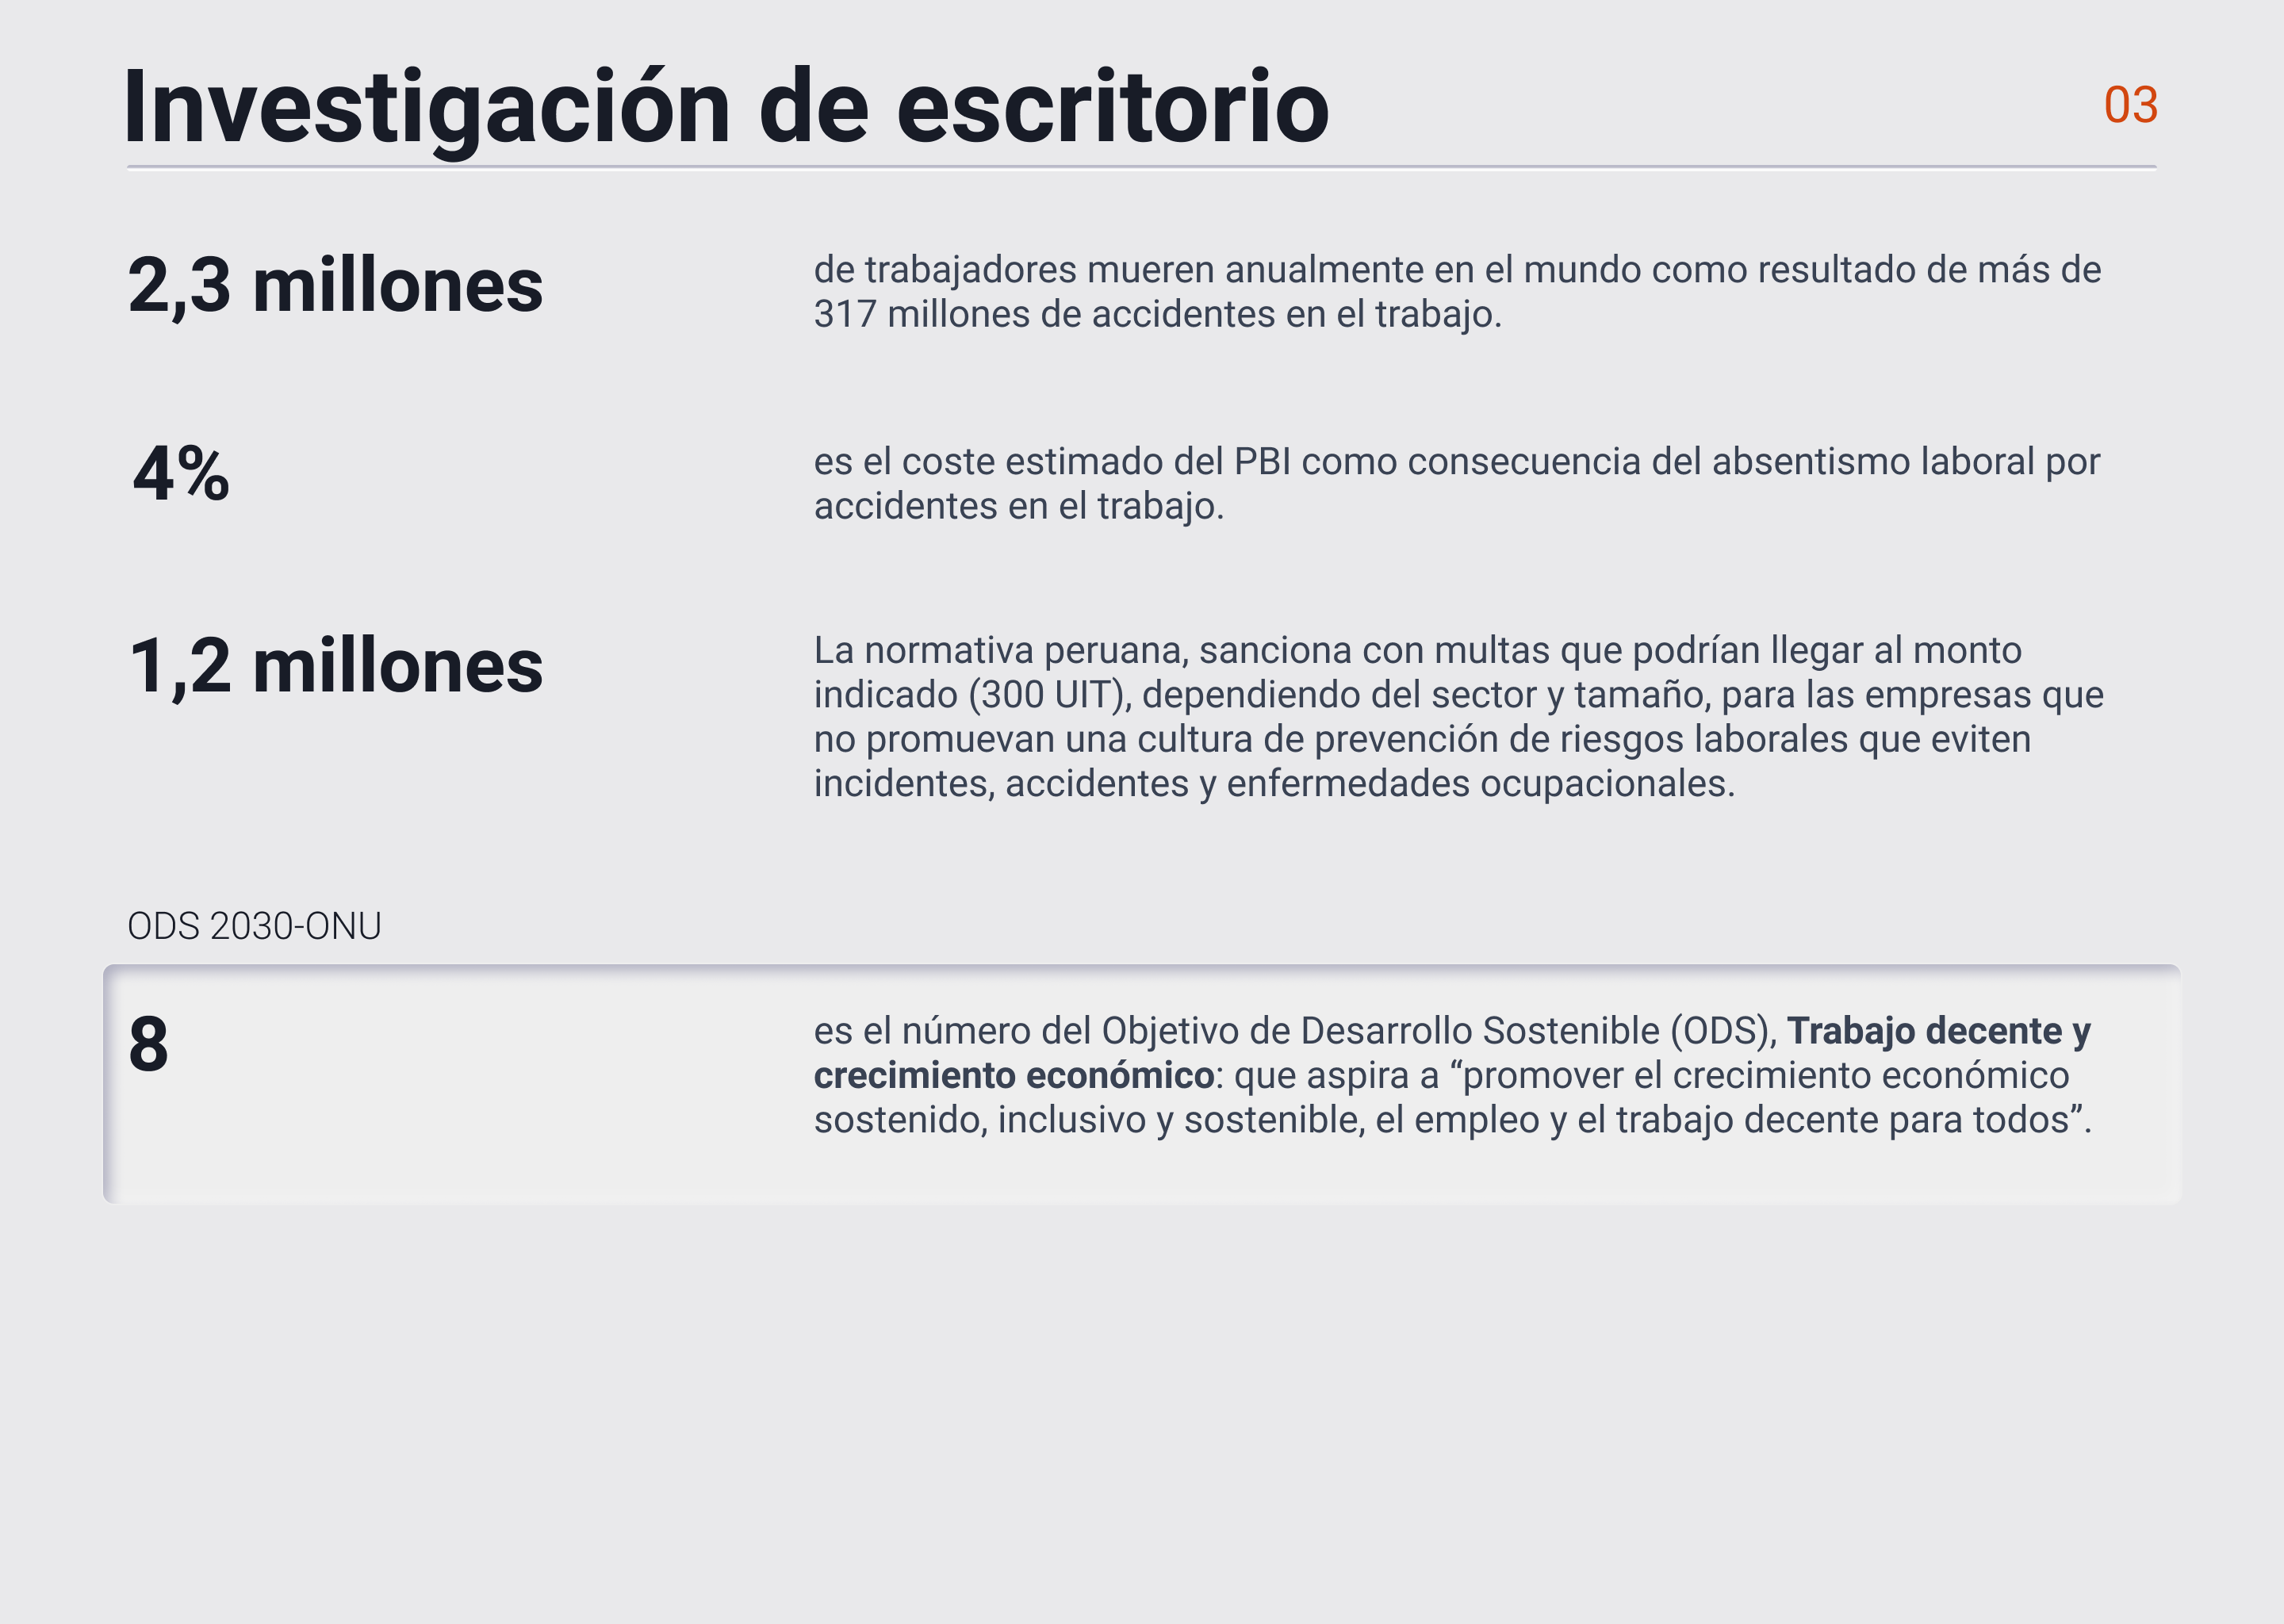 Investigación de escritorio
03
2,3 millones
de trabajadores mueren anualmente en el mundo como resultado de más de
317 millones de accidentes en el trabajo.
4%
es el coste estimado del PBI como consecuencia del absentismo laboral por
accidentes en el trabajo.
1,2 millones
La normativa peruana, sanciona con multas que podrían llegar al monto
indicado (300 UIT), dependiendo del sector y tamaño, para las empresas que
no promuevan una cultura de prevención de riesgos laborales que eviten
incidentes, accidentes y enfermedades ocupacionales.
ODS 2030-ONU
8
es el número del Objetivo de Desarrollo Sostenible (ODS), Trabajo decente y
crecimiento económico: que aspira a “promover el crecimiento económico
sostenido, inclusivo y sostenible, el empleo y el trabajo decente para todos”.